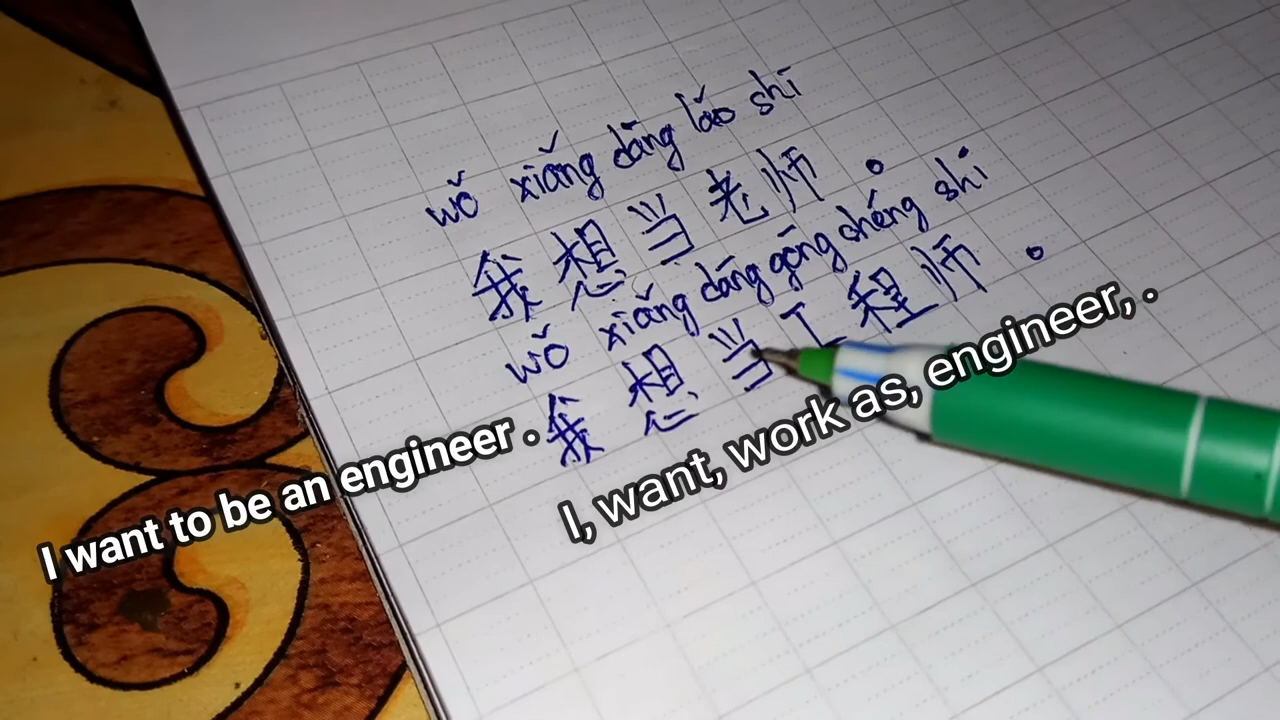 wǒ xiǎng dāng lǎo shī
我想当老师。
wǒ xiǎng dāng gōng chéng shī
我想当工程师。
I want to be an engineer .
I, want, work as, engineer, .